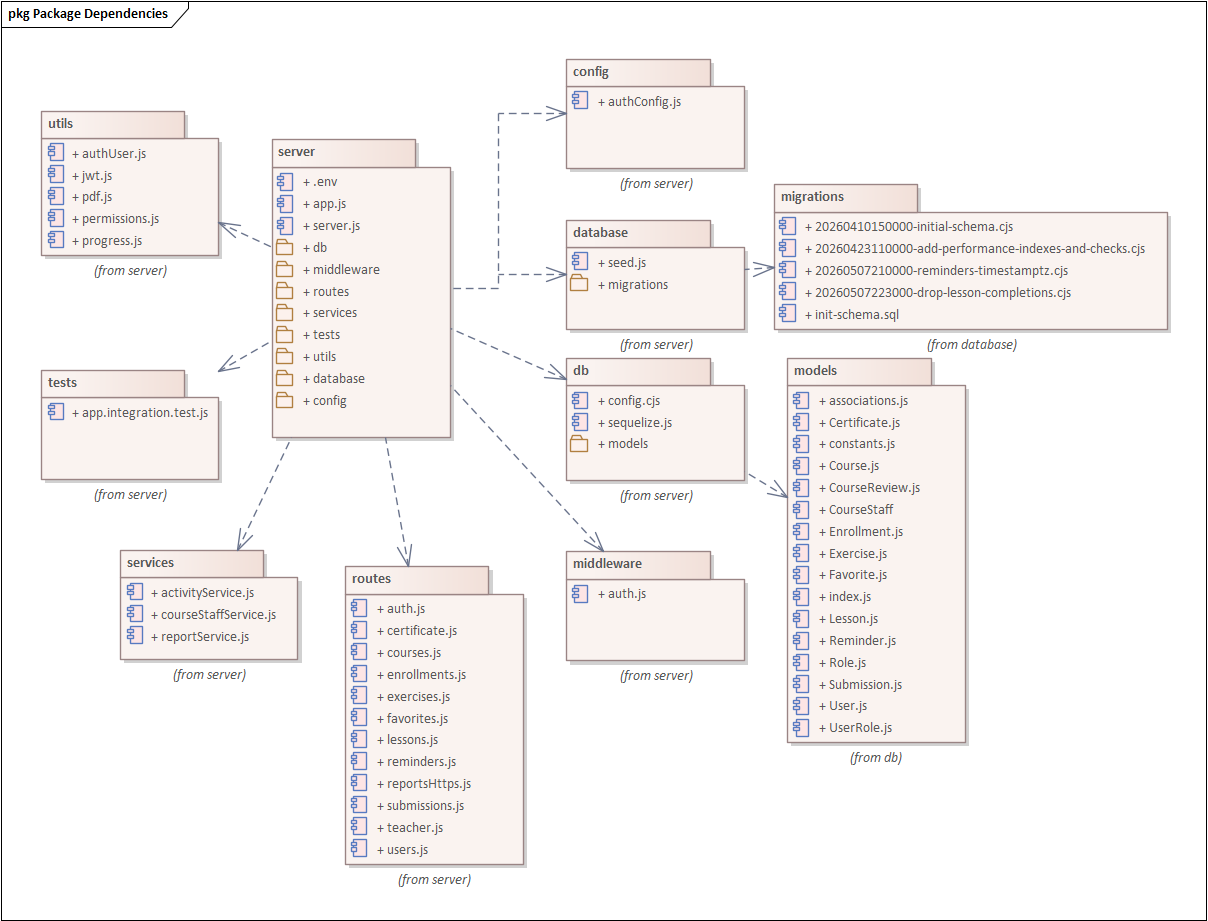 pkg Package Dependencies
utils
+ authUser.js
+ jwt.js
+ pdf.js
+ permissions.js
+ progress.js
(from server)
server
+ .env
+ app.js
+ server.js
+ db
+ middleware
+ routes
+ services
+ tests
+ utils
+ database
+ config
config
+ authConfig.js
(from server)
database
+ seed.js
+ migrations
(from server)
migrations
+ 20260410150000-initial-schema.cjs
+ 20260423110000-add-performance-indexes-and-checks.cjs
+ 20260507210000-reminders-timestamptz.cjs
+ 20260507223000-drop-lesson-completions.cjs
+ init-schema.sql
(from database)
tests
+ app.integration.test.js
(from server)
db
+ config.cjs
+ sequelize.js
+ models
(from server)
models
+ associations.js
+ Certificate.js
+ constants.js
+ Course.js
+ CourseReview.js
+ CourseStaff
+ Enrollment.js
+ Exercise.js
+ Favorite.js
+ index.js
+ Lesson.js
+ Reminder.js
+ Role.js
+ Submission.js
+ User.js
+ UserRole.js
(from db)
services
+ activityService.js
+ courseStaffService.js
+ reportService.js
(from server)
routes
+ auth.js
+ certificate.js
+ courses.js
+ enrollments.js
+ exercises.js
+ favorites.js
+ lessons.js
+ reminders.js
+ reportsHttps.js
+ submissions.js
+ teacher.js
+ users.js
(from server)
middleware
+ auth.js
(from server)